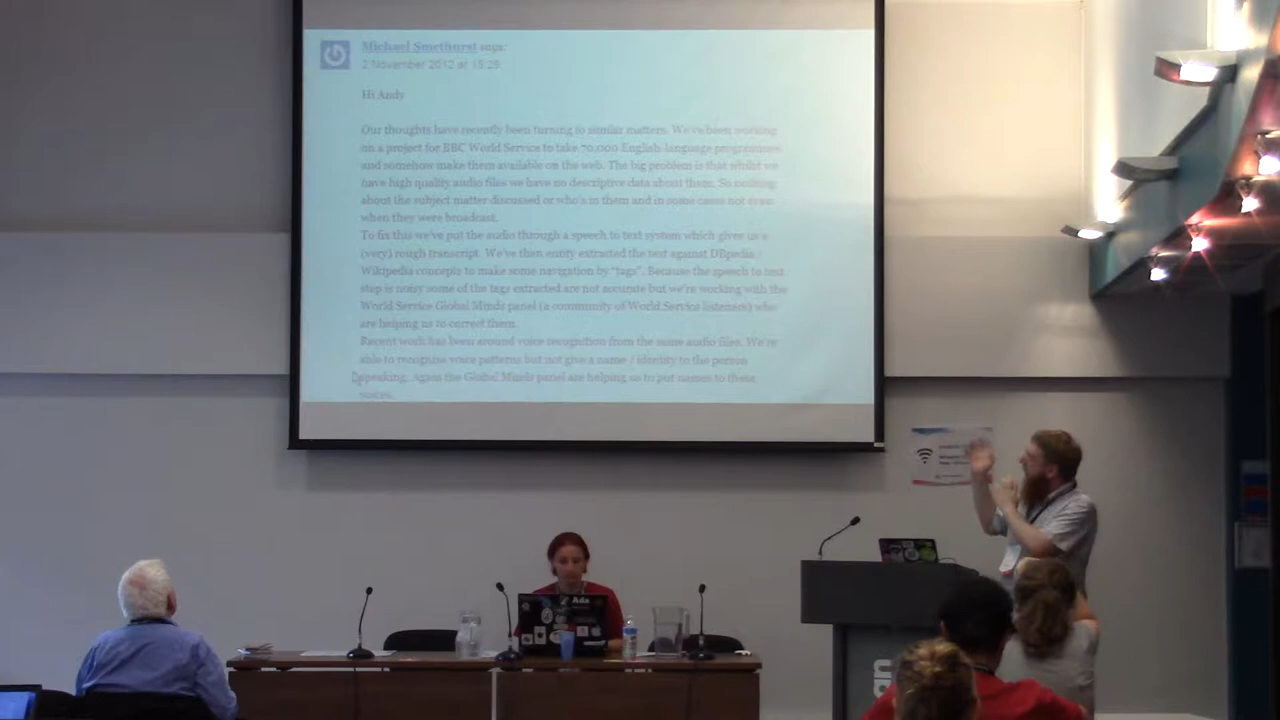 Michael Smethurst says:
2 November 2012 at 15:25
Hi Andy
Our thoughts have recently been turning to similar matters. We've been working
on a project for BBC World Service to take 70,000 English language programmes
and somehow make them available on the web. The big problem is that whilst we
have high quality audio files we have no descriptive data about them. So nothing
about the subject matter discussed or who's in them and in some cases not even
when they were broadcast.
To fix this we've put the audio through a speech to text system which gives us a
(very) rough transcript. We've then entity extracted the text against DBpedia /
Wikipedia concepts to make some navigation by "tags". Because the speech to text
step is noisy some of the tags extracted are not accurate but we're working with the
World Service Global Minds panel (a community of World Service listeners) who
are helping us to correct them.
Recent work has been around voice recognition from the same audio files. We're
able to recognise voice patterns but not give a name / identity to the person
speaking. Again the Global Minds panel are helping us to put names to these
voices.
Ada
an